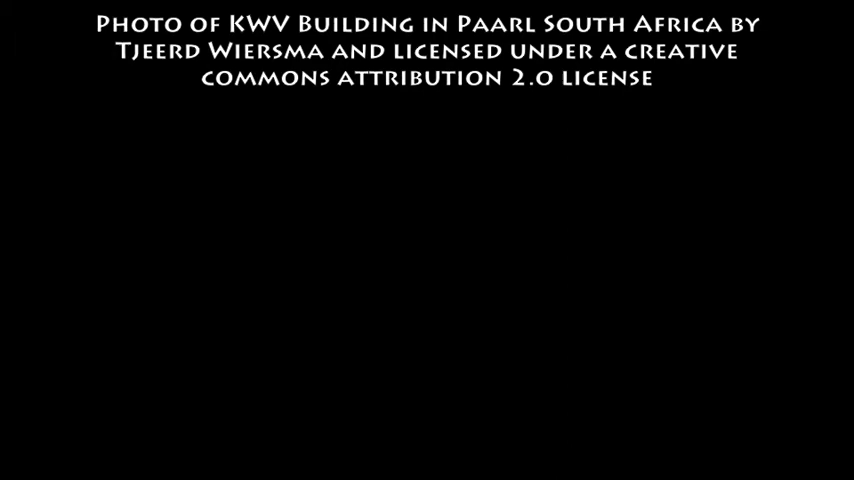 Photo of KWV Building in Paarl South Africa by
Tjeerd Wiersma and licensed under a creative
commons attribution 2.0 license